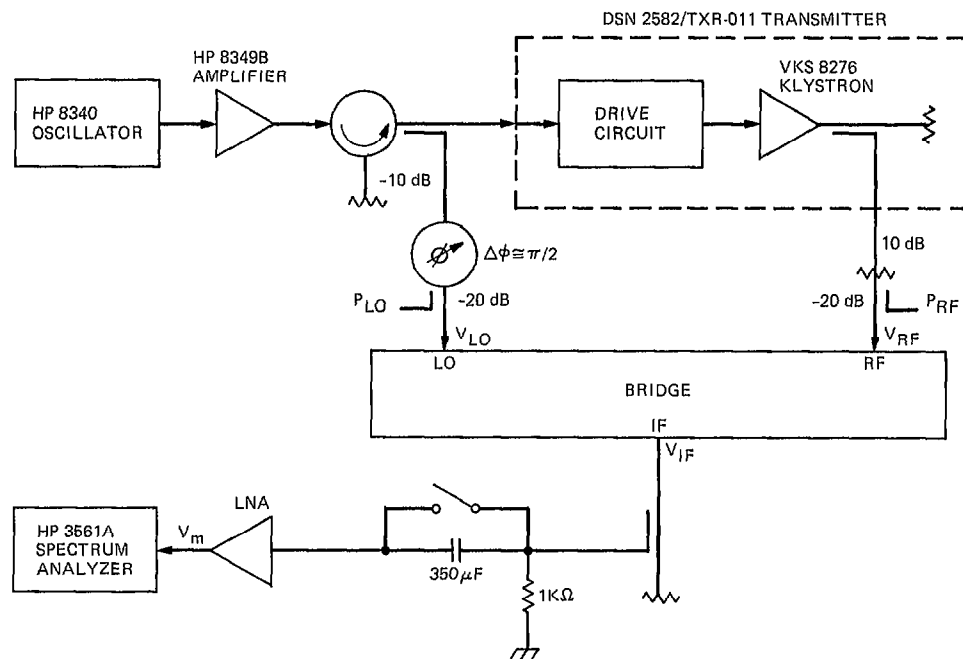 DSN 2582/TXR-011 TRANSMITTER
HP 8349B
AMPLIFIER
VKS 8276
KLYSTRON
HP 8340
OSCILLATOR
DRIVE
CIRCUIT
-10 dB
Δϕ≅π/2
10 dB
P_LO
-20 dB
-20 dB
P_RF
V_LO
V_RF
LO
RF
BRIDGE
IF
V_IF
LNA
HP 3561A
SPECTRUM
ANALYZER
V_m
350 μF
1KΩ